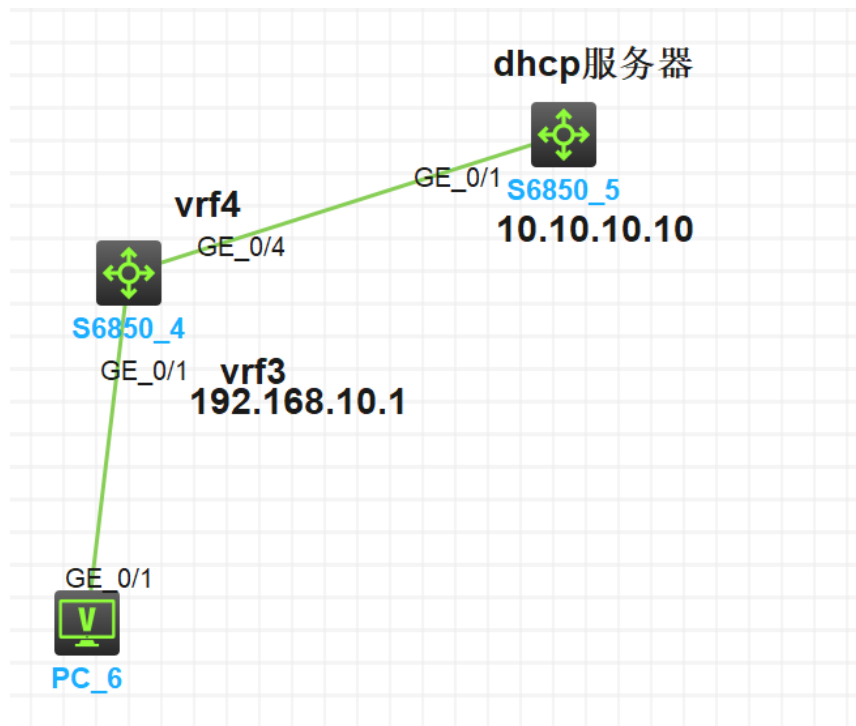 dhcp服务器
GE_0/1
S6850_5
10.10.10.10
vrf4
GE_0/4
S6850_4
GE_0/1
vrf3
192.168.10.1
GE_0/1
V
PC_6